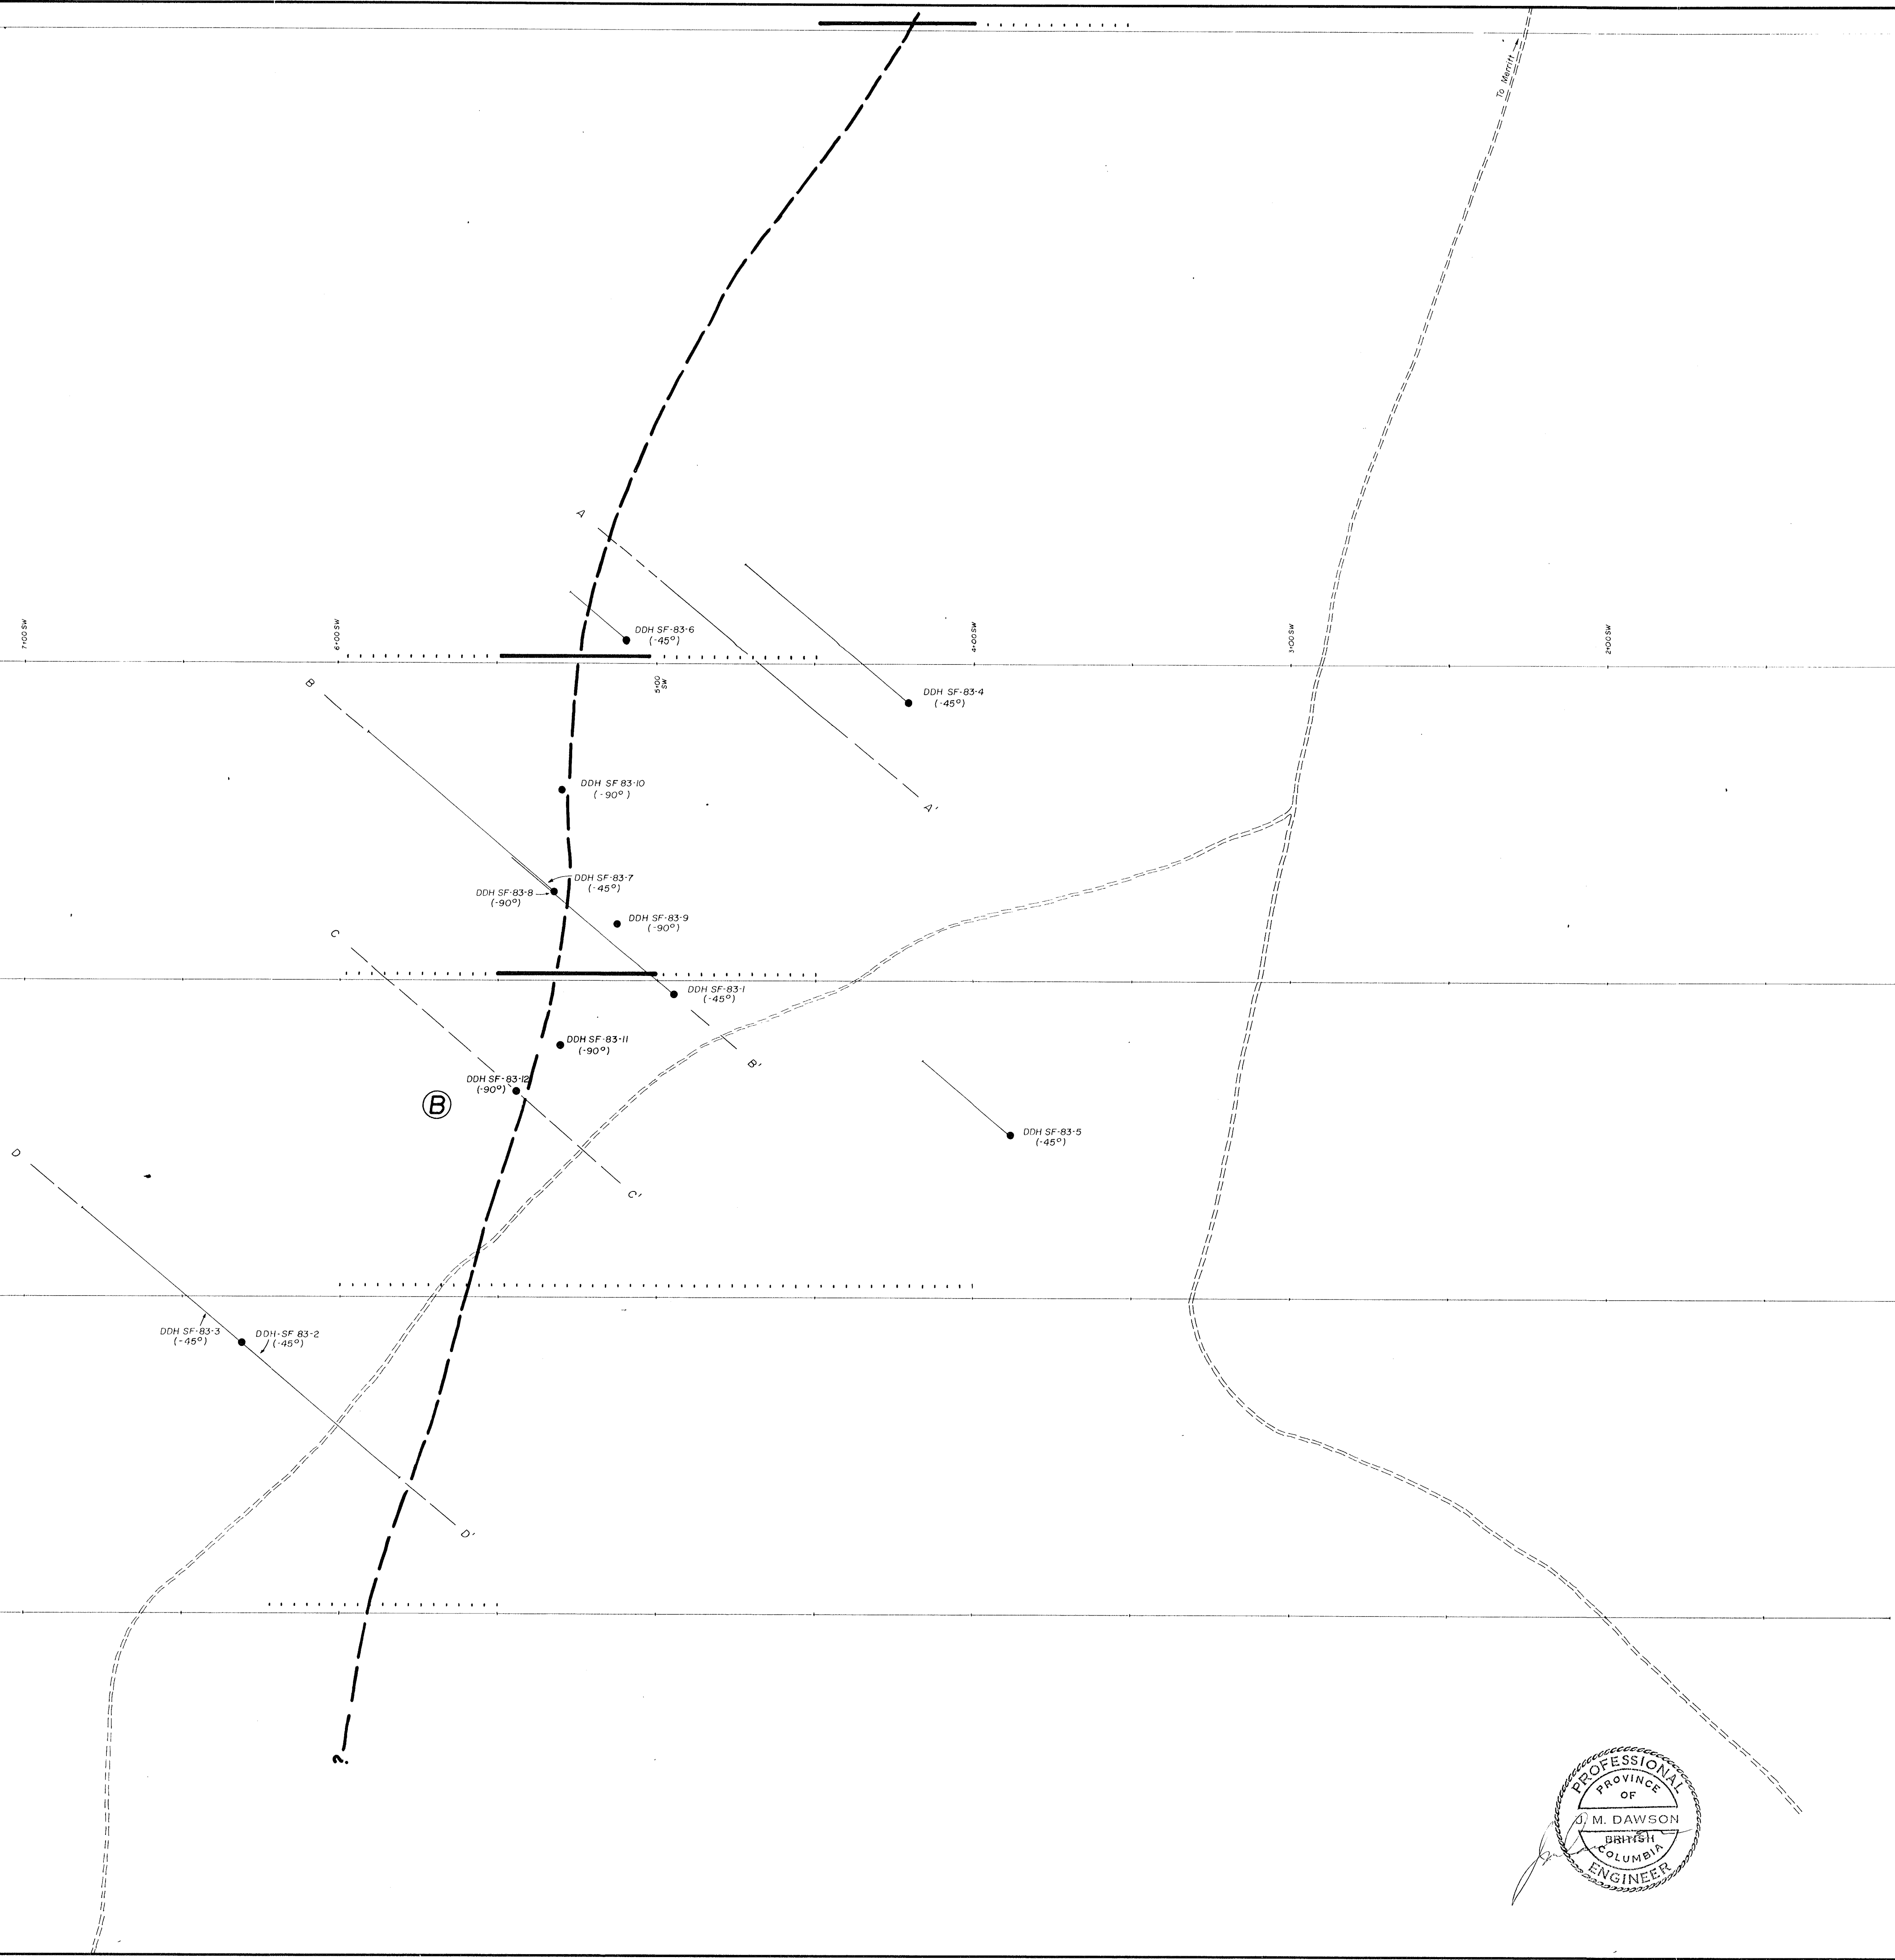 To Merritt
A
7+00 SW
6+00 SW
DDH SF-83-6
(-45°)
4+00 SW
3+00 SW
2+00 SW
5+00
SW
B
DDH SF-83-4
(-45°)
DDH SF 83-10
(-90°)
A'
DDH SF-83-7
(-45°)
DDH SF-83-8
(-90°)
DDH SF-83-9
(-90°)
C
DDH SF-83-1
(-45°)
DDH SF-83-11
(-90°)
B'
DDH SF-83-12
(-90°)
B
DDH SF-83-5
(-45°)
D
C'
DDH SF-83-3
(-45°)
DDH-SF 83-2
(-45°)
D'
?
PROFESSIONAL
PROVINCE
OF
J. M. DAWSON
BRITISH
COLUMBIA
ENGINEER